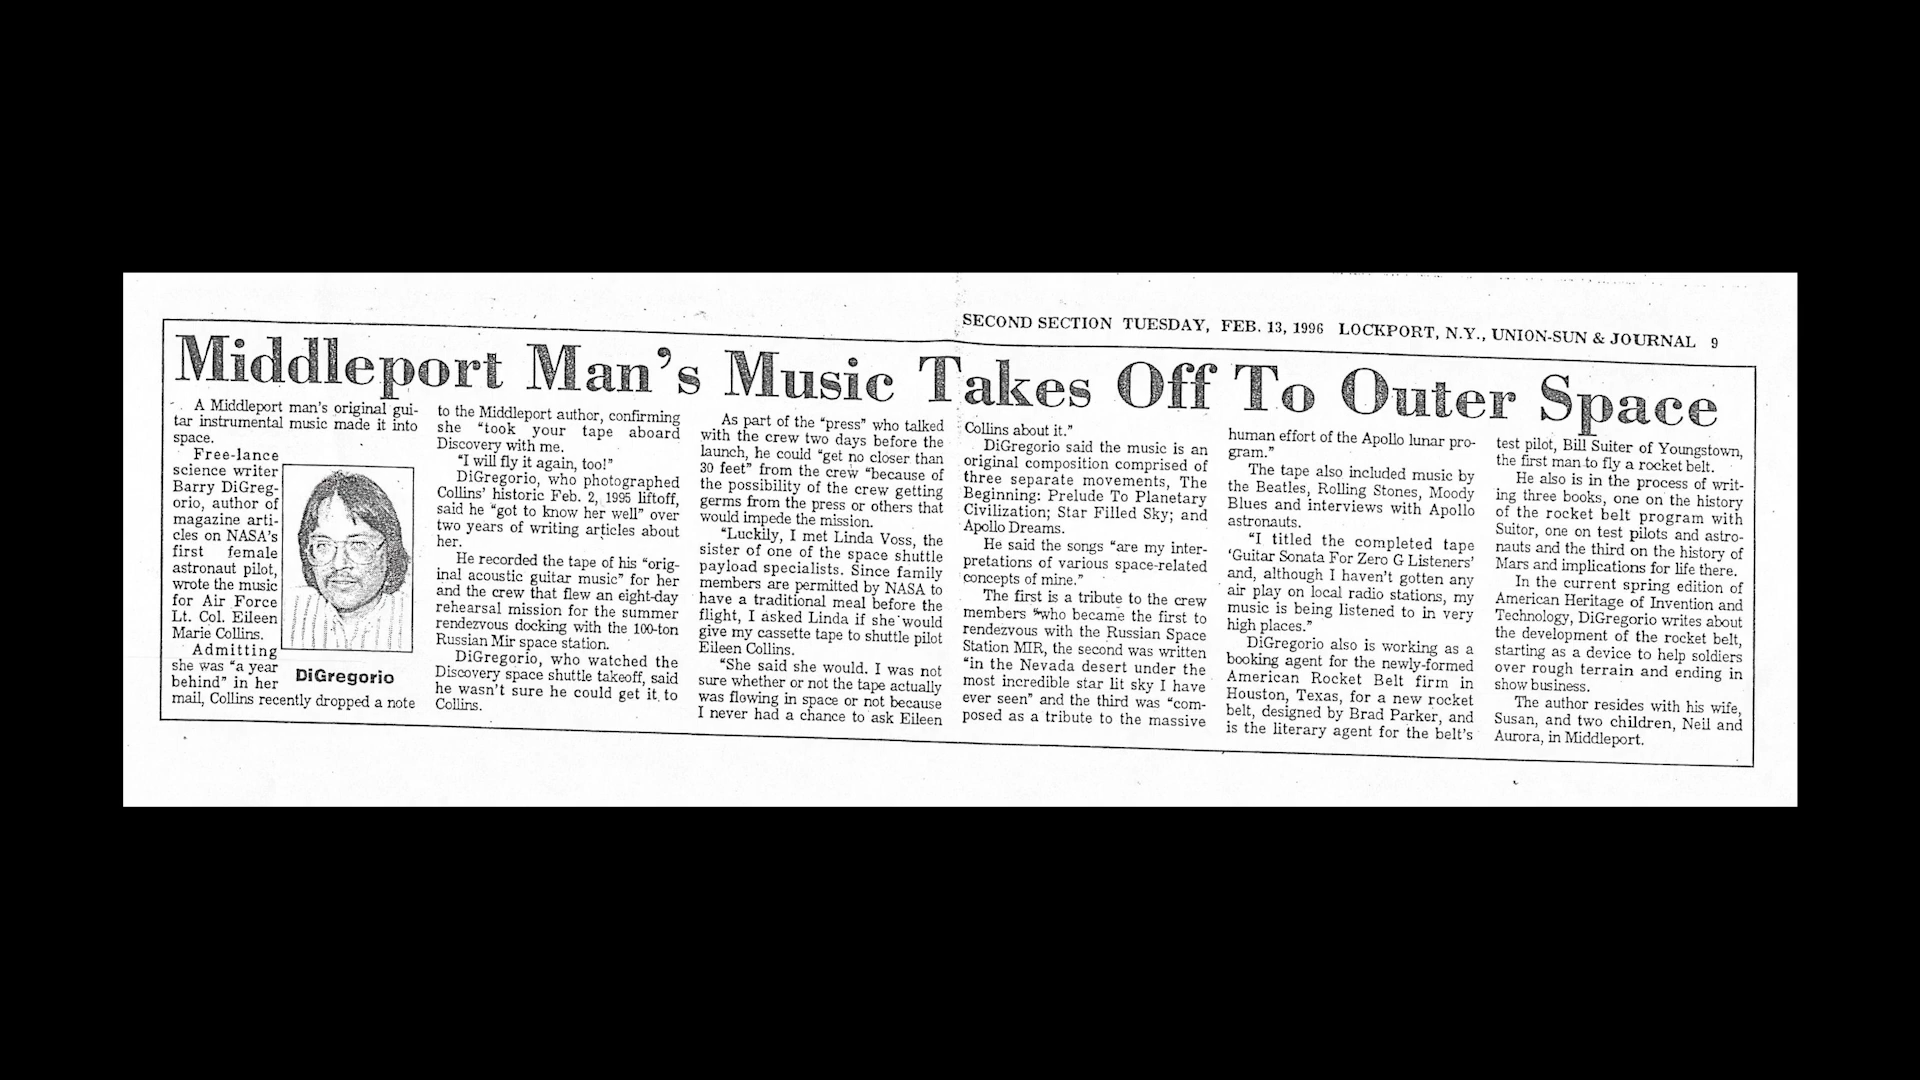 SECOND SECTION TUESDAY, FEB. 13, 1996 LOCKPORT, N.Y., UNION-SUN & JOURNAL 9
Middleport Man's Music Takes Off To Outer Space
A Middleport man's original gui-
tar instrumental music made it into
space.
Free-lance
science writer
Barry DiGreg-
orio, author of
magazine arti-
cles on NASA's
first female
astronaut pilot,
wrote the music
for Air Force
Lt. Col. Eileen
Marie Collins.
Admitting
she was "a year
behind" in her
mail, Collins recently dropped a note
DiGregorio
to the Middleport author, confirming
she "took your tape aboard
Discovery with me.
"I will fly it again, too!"
DiGregorio, who photographed
Collins' historic Feb. 2, 1995 liftoff,
said he "got to know her well" over
two years of writing articles about
her.
He recorded the tape of his "orig-
inal acoustic guitar music" for her
and the crew that flew an eight-day
rehearsal mission for the summer
rendezvous docking with the 100-ton
Russian Mir space station.
DiGregorio, who watched the
Discovery space shuttle takeoff, said
he wasn't sure he could get it to
Collins.
As part of the "press" who talked
with the crew two days before the
launch, he could "get no closer than
30 feet" from the crew "because of
the possibility of the crew getting
germs from the press or others that
would impede the mission.
"Luckily, I met Linda Voss, the
sister of one of the space shuttle
payload specialists. Since family
members are permitted by NASA to
have a traditional meal before the
flight, I asked Linda if she would
give my cassette tape to shuttle pilot
Eileen Collins.
"She said she would. I was not
sure whether or not the tape actually
was flowing in space or not because
I never had a chance to ask Eileen
Collins about it."
DiGregorio said the music is an
original composition comprised of
three separate movements, The
Beginning: Prelude To Planetary
Civilization; Star Filled Sky; and
Apollo Dreams.
He said the songs "are my inter-
pretations of various space-related
concepts of mine."
The first is a tribute to the crew
members "who became the first to
rendezvous with the Russian Space
Station MIR, the second was written
"in the Nevada desert under the
most incredible star lit sky I have
ever seen" and the third was "com-
posed as a tribute to the massive
human effort of the Apollo lunar pro-
gram."
The tape also included music by
the Beatles, Rolling Stones, Moody
Blues and interviews with Apollo
astronauts.
"I titled the completed tape
'Guitar Sonata For Zero G Listeners'
and, although I haven't gotten any
air play on local radio stations, my
music is being listened to in very
high places."
DiGregorio also is working as a
booking agent for the newly-formed
American Rocket Belt firm in
Houston, Texas, for a new rocket
belt, designed by Brad Parker, and
is the literary agent for the belt's
test pilot, Bill Suiter of Youngstown,
the first man to fly a rocket belt.
He also is in the process of writ-
ing three books, one on the history
of the rocket belt program with
Suitor, one on test pilots and astro-
nauts and the third on the history of
Mars and implications for life there.
In the current spring edition of
American Heritage of Invention and
Technology, DiGregorio writes about
the development of the rocket belt,
starting as a device to help soldiers
over rough terrain and ending in
show business.
The author resides with his wife,
Susan, and two children, Neil and
Aurora, in Middleport.